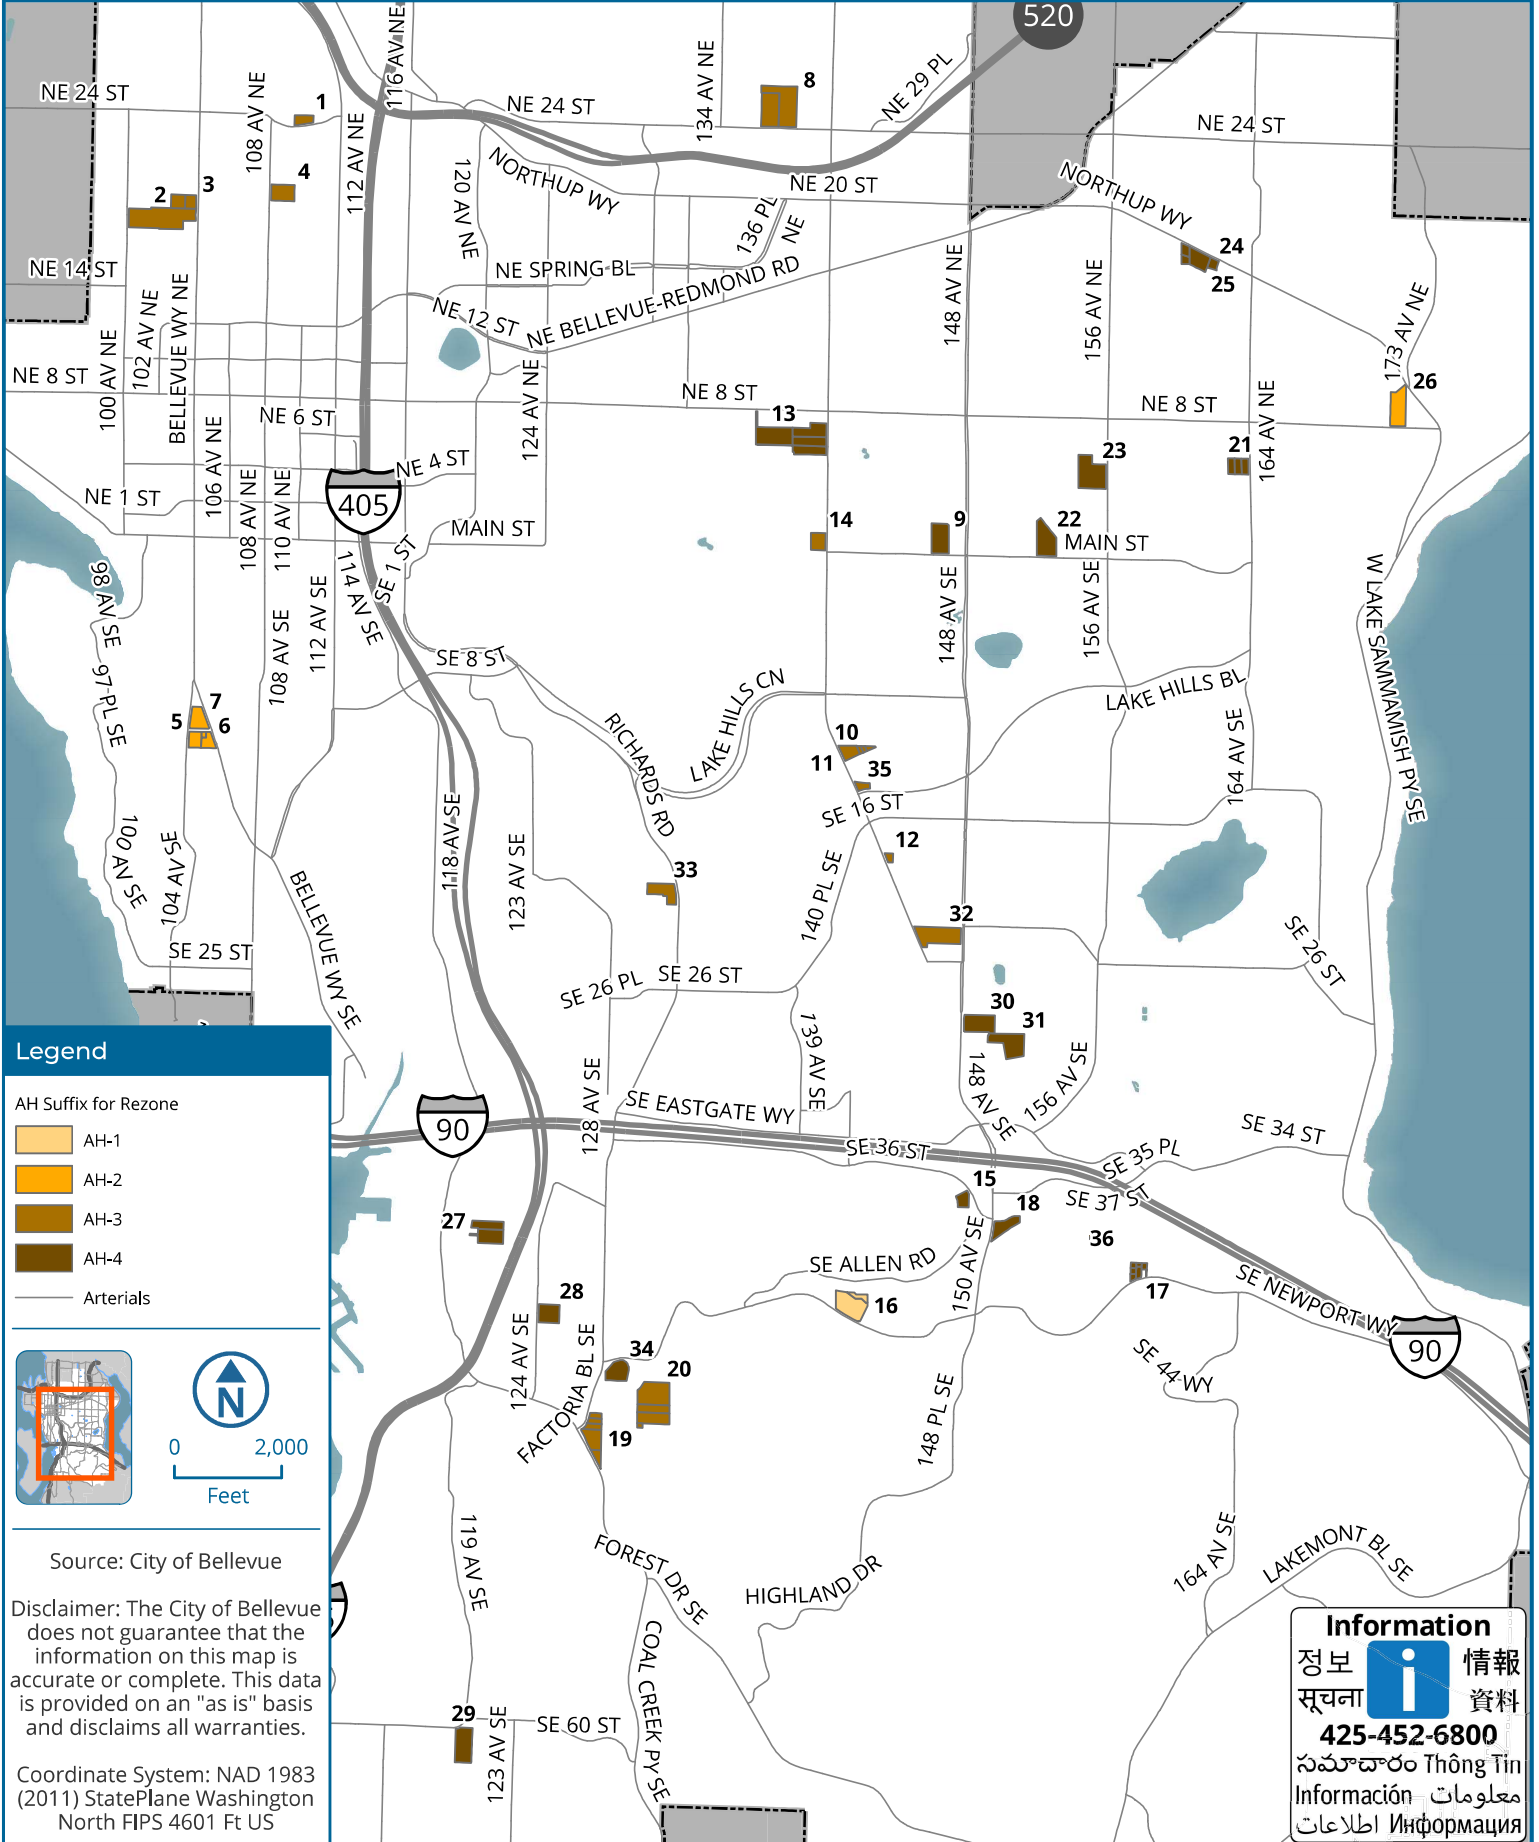 520
116 AV NE
134 AV NE
8
NE 29 PL
NE 24 ST
108 AV NE
1
112 AV NE
NE 24 ST
NE 24 ST
2
3
4
120 AV NE
NORTHUP WY
NE 20 ST
NORTHUP WY
136 PL
NE
148 AV NE
156 AV NE
24
25
NE 14 ST
NE SPRING BL
NE BELLEVUE-REDMOND RD
NE 12 ST
100 AV NE
102 AV NE
BELLEVUE WY NE
173 AV NE
26
NE 8 ST
124 AV NE
NE 8 ST
NE 8 ST
13
NE 6 ST
106 AV NE
164 AV NE
23
21
NE 4 ST
405
NE 1 ST
108 AV NE
110 AV NE
MAIN ST
14
9
22
MAIN ST
SE 1 ST
114 AV SE
98 AV SE
112 AV SE
108 AV SE
148 AV SE
156 AV SE
W LAKE SAMMAMISH PY SE
SE 8 ST
97 PL SE
LAKE HILLS CN
LAKE HILLS BL
5
7
6
RICHARDS RD
10
11
35
164 AV SE
118 AV SE
SE 16 ST
100 AV SE
104 AV SE
123 AV SE
12
140 PL SE
33
BELLEVUE WY SE
32
SE 25 ST
SE 26 ST
SE 26 PL
SE 26 ST
30
31
139 AV SE
148 AV SE
156 AV SE
128 AV SE
90
SE EASTGATE WY
SE 36 ST
SE 34 ST
SE 35 PL
15
SE 37 ST
18
36
27
150 AV SE
SE ALLEN RD
16
17
SE NEWPORT WY
28
124 AV SE
FACTORIA BL SE
34
20
90
SE 44 WY
19
148 PL SE
119 AV SE
FOREST DR SE
HIGHLAND DR
164 AV SE
LAKEMONT BL SE
COAL CREEK PY SE
29
123 AV SE
SE 60 ST
Legend
AH Suffix for Rezone
AH-1
AH-2
AH-3
AH-4
Arterials
N
0
2,000
Feet
Source: City of Bellevue
Disclaimer: The City of Bellevue
does not guarantee that the
information on this map is
accurate or complete. This data
is provided on an "as is" basis
and disclaims all warranties.
Coordinate System: NAD 1983
(2011) StatePlane Washington
North FIPS 4601 Ft US
Information
정보 i 情報
सूचना 資料
425-452-6800
సమాచారం Thông Tin
Información معلومات
اطلاعات Информация